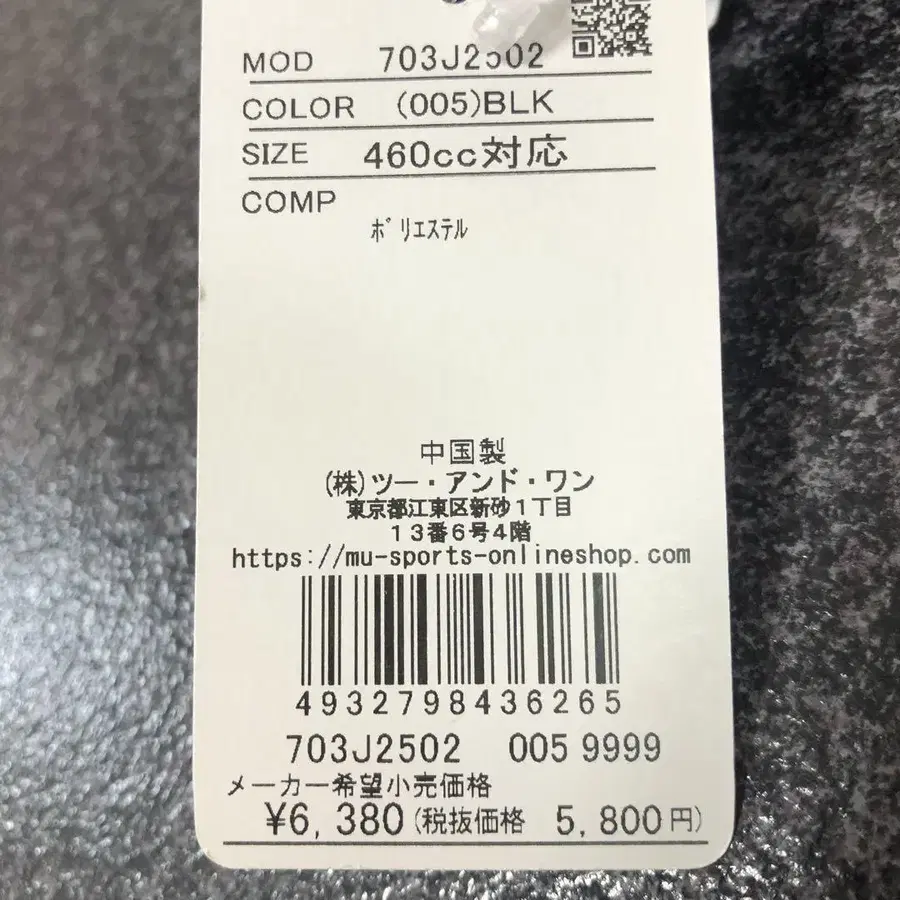 MOD 703J2502
COLOR (005)BLK
SIZE 460cc対応
COMP
ﾎﾟﾘｴｽﾃﾙ
中国製
(株)ツー・アンド・ワン
東京都江東区新砂1丁目
13番6号4階
https://mu-sports-onlineshop.com
4932798436265
703J2502 005 9999
メーカー希望小売価格
¥6,380(税抜価格 5,800円)